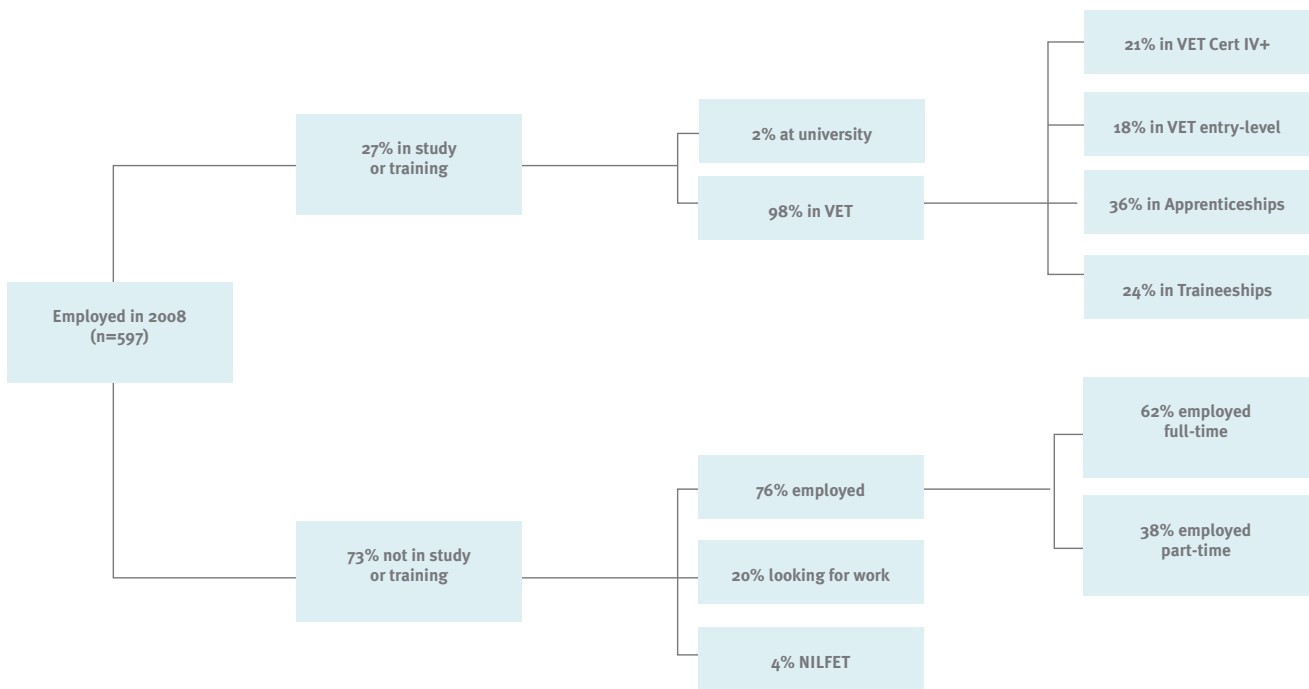 Employed in 2008
(n=597)
27% in study
or training
2% at university
98% in VET
21% in VET Cert IV+
18% in VET entry-level
36% in Apprenticeships
24% in Traineeships
73% not in study
or training
76% employed
20% looking for work
4% NILFET
62% employed
full-time
38% employed
part-time